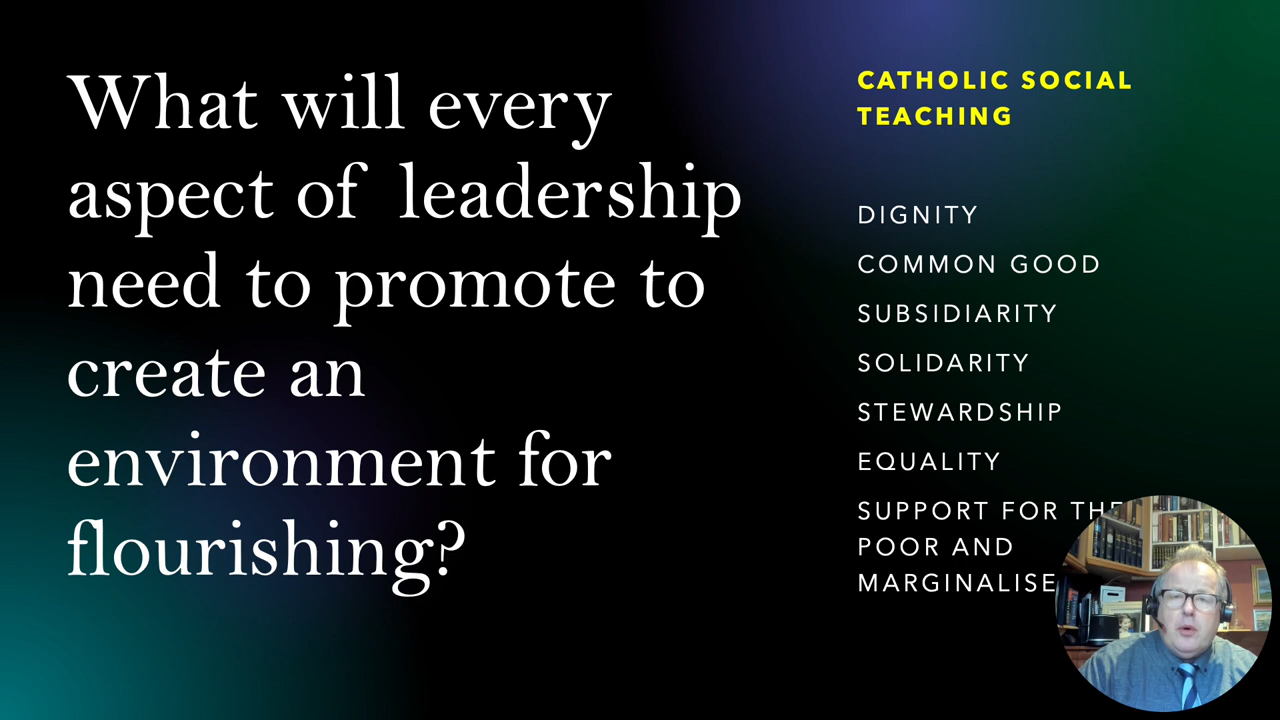 What will every
aspect of leadership
need to promote to
create an
environment for
flourishing?
CATHOLIC SOCIAL
TEACHING
DIGNITY
COMMON GOOD
SUBSIDIARITY
SOLIDARITY
STEWARDSHIP
EQUALITY
SUPPORT FOR THE
POOR AND
MARGINALISE